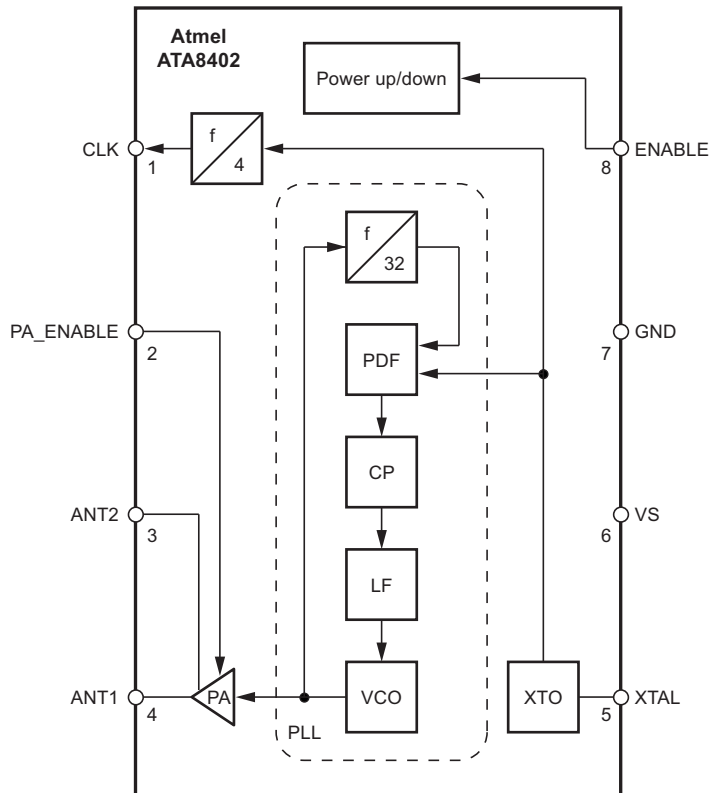 Atmel
ATA8402
Power up/down
CLK
1
f
4
ENABLE
8
f
32
PA_ENABLE
2
PDF
GND
7
CP
ANT2
3
VS
6
LF
ANT1
4
PA
VCO
XTO
XTAL
5
PLL